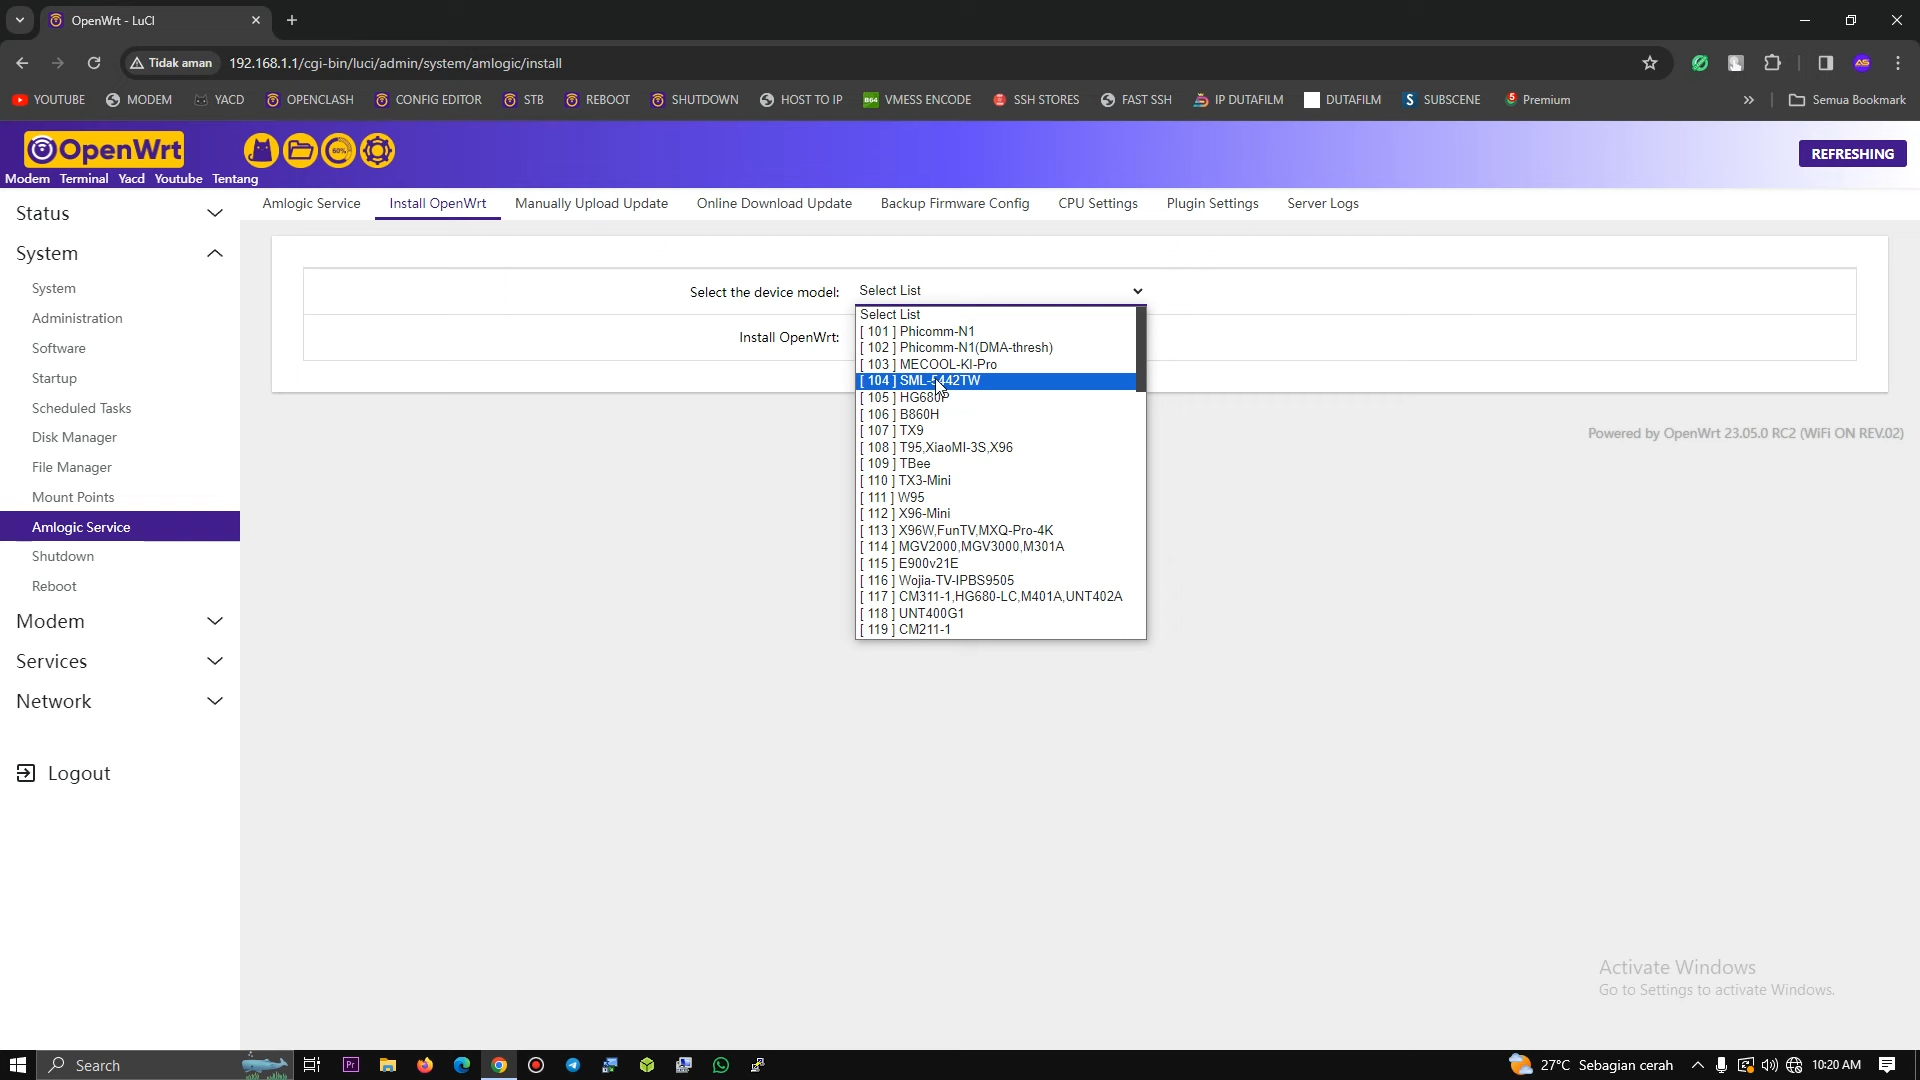 OpenWrt - LuCI
Tidak aman
192.168.1.1/cgi-bin/luci/admin/system/amlogic/install
AS
YOUTUBE MODEM YACD OPENCLASH CONFIG EDITOR STB REBOOT SHUTDOWN HOST TO IP B64 VMESS ENCODE SSH STORES FAST SSH IP DUTAFILM DUTAFILM S SUBSCENE 5 Premium » Semua Bookmark
OpenWrt
60%
REFRESHING
Modem Terminal Yacd Youtube Tentang
Status
System
System
Administration
Software
Startup
Scheduled Tasks
Disk Manager
File Manager
Mount Points
Amlogic Service
Shutdown
Reboot
Modem
Services
Network
Logout
Amlogic Service Install OpenWrt Manually Upload Update Online Download Update Backup Firmware Config CPU Settings Plugin Settings Server Logs
Select the device model: Select List
Install OpenWrt:
Select List
[ 101 ] Phicomm-N1
[ 102 ] Phicomm-N1(DMA-thresh)
[ 103 ] MECOOL-KI-Pro
[ 104 ] SML-5442TW
[ 105 ] HG680P
[ 106 ] B860H
[ 107 ] TX9
[ 108 ] T95,XiaoMI-3S,X96
[ 109 ] TBee
[ 110 ] TX3-Mini
[ 111 ] W95
[ 112 ] X96-Mini
[ 113 ] X96W,FunTV,MXQ-Pro-4K
[ 114 ] MGV2000,MGV3000,M301A
[ 115 ] E900v21E
[ 116 ] Wojia-TV-IPBS9505
[ 117 ] CM311-1,HG680-LC,M401A,UNT402A
[ 118 ] UNT400G1
[ 119 ] CM211-1
Powered by OpenWrt 23.05.0 RC2 (WiFi ON REV.02)
Activate Windows
Go to Settings to activate Windows.
Search
Pr
27°C Sebagian cerah
10:20 AM